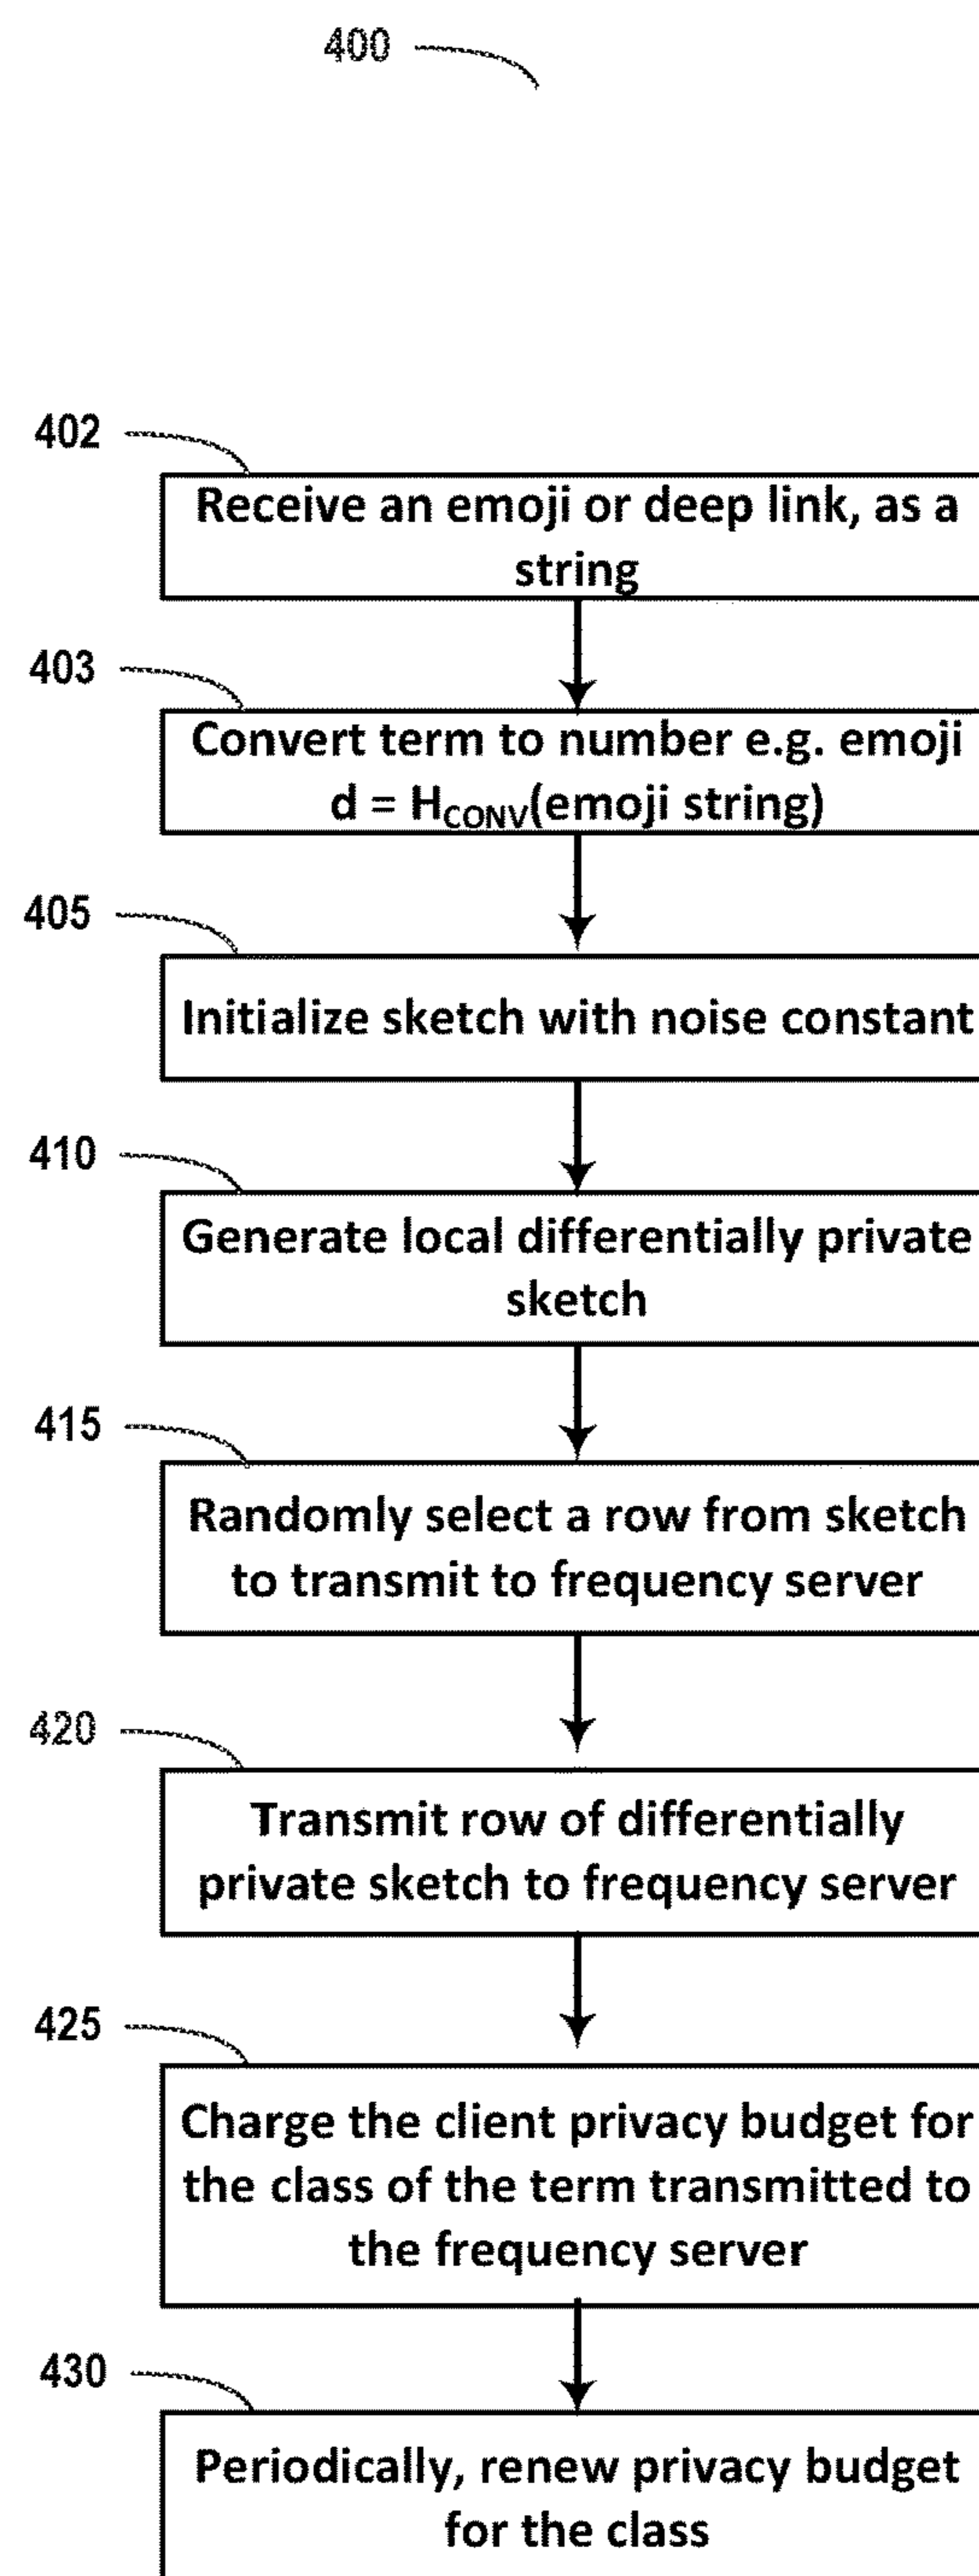 400
402
Receive an emoji or deep link, as a
string
403
Convert term to number e.g. emoji
d = H_CONV(emoji string)
405
Initialize sketch with noise constant
410
Generate local differentially private
sketch
415
Randomly select a row from sketch
to transmit to frequency server
420
Transmit row of differentially
private sketch to frequency server
425
Charge the client privacy budget for
the class of the term transmitted to
the frequency server
430
Periodically, renew privacy budget
for the class